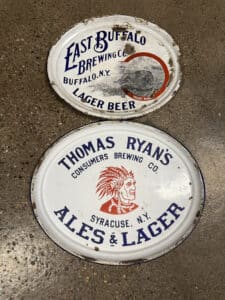 EAST BUFFALO
BREWING CO.
BUFFALO, N.Y.
LAGER BEER
THOMAS RYAN'S
CONSUMERS BREWING CO.
SYRACUSE, N.Y.
ALES & LAGER